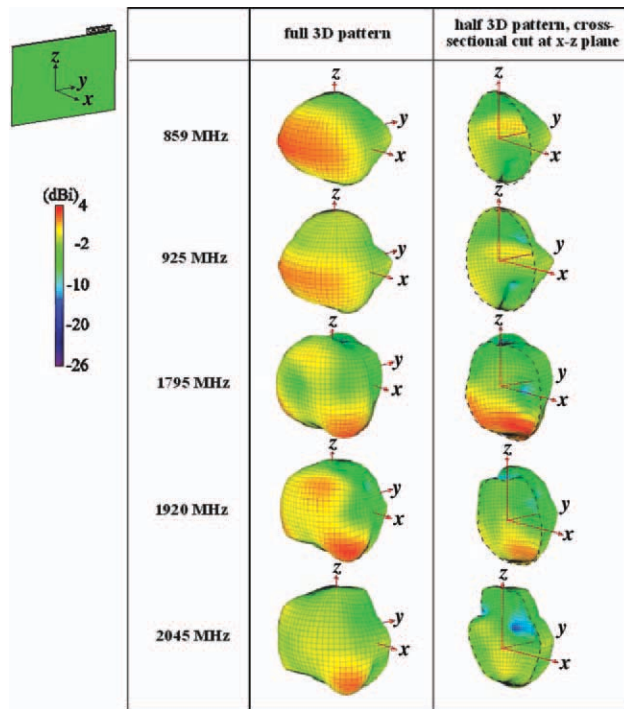 full 3D pattern
half 3D pattern, cross-
sectional cut at x-z plane
z
y
x
859 MHz
z
y
x
z
y
x
(dBi)
4
-2
-10
-20
-26
925 MHz
z
y
x
z
y
x
1795 MHz
z
y
x
z
y
x
1920 MHz
z
y
x
z
y
x
2045 MHz
z
y
x
z
y
x